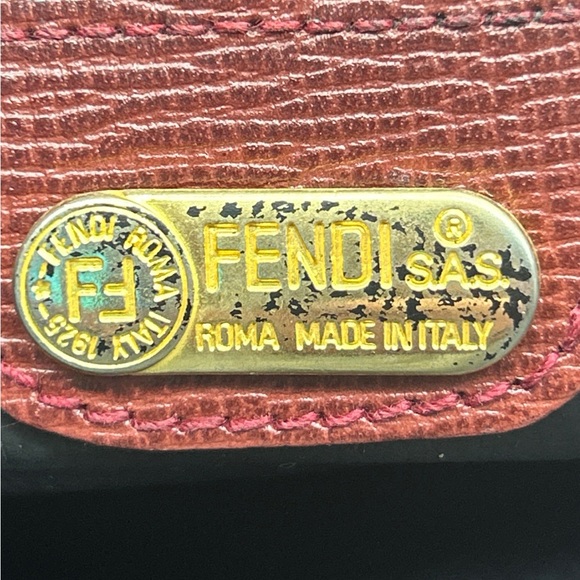 FENDI ROMA ITALY 1925
FF
FENDI ® S.A.S.
ROMA MADE IN ITALY